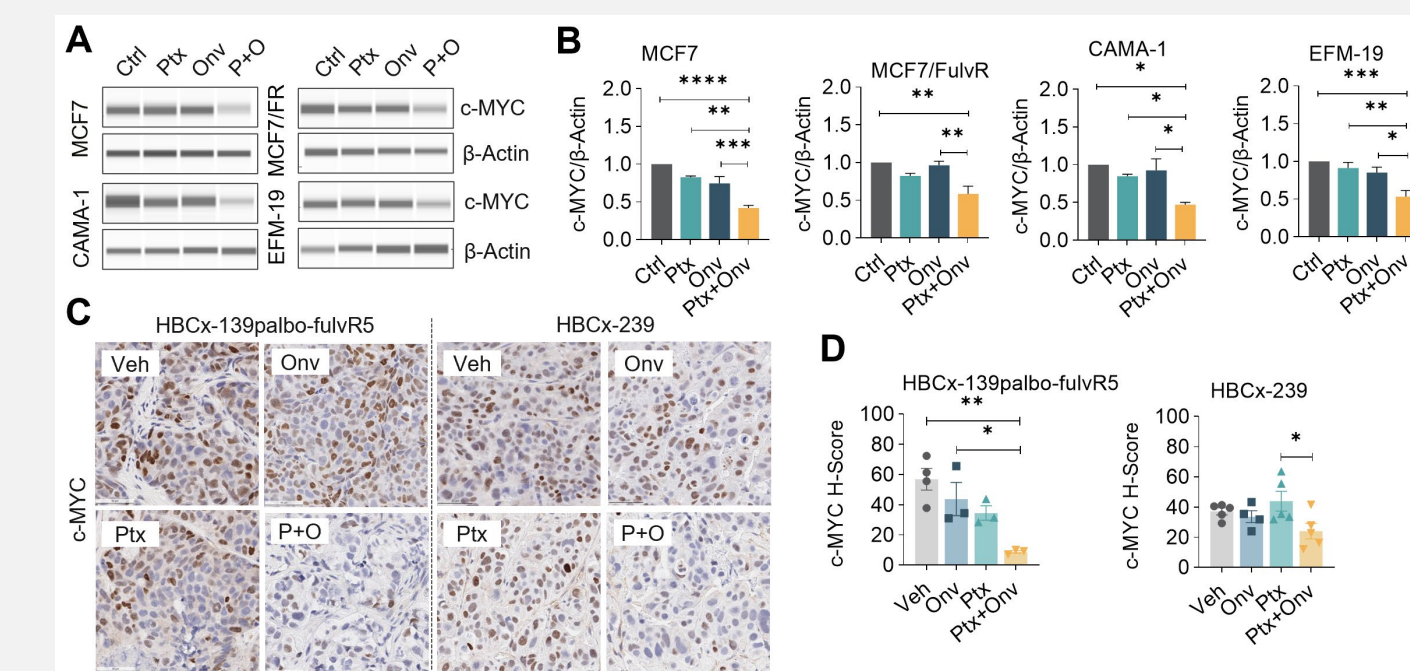 A
Ctrl Ptx Onv P+O
Ctrl Ptx Onv P+O
MCF7
MCF7/FR
c-MYC
β-Actin
CAMA-1
EFM-19
c-MYC
β-Actin
B
MCF7
****
**
***
c-MYC/β-Actin
2.0
1.5
1.0
0.5
0.0
Ctrl Ptx Onv Ptx+Onv
MCF7/FulvR
**
**
c-MYC/β-Actin
2.0
1.5
1.0
0.5
0.0
Ctrl Ptx Onv Ptx+Onv
CAMA-1
*
*
*
c-MYC/β-Actin
2.0
1.5
1.0
0.5
0.0
Ctrl Ptx Onv Ptx+Onv
EFM-19
***
**
*
c-MYC/β-Actin
2.0
1.5
1.0
0.5
0.0
Ctrl Ptx Onv Ptx+Onv
C
HBCx-139palbo-fulvR5
HBCx-239
c-MYC
Veh
Onv
Veh
Onv
Ptx
P+O
Ptx
P+O
D
HBCx-139palbo-fulvR5
**
*
c-MYC H-Score
100
80
60
40
20
0
Veh Onv Ptx Ptx+Onv
HBCx-239
*
c-MYC H-Score
100
80
60
40
20
0
Veh Onv Ptx Ptx+Onv